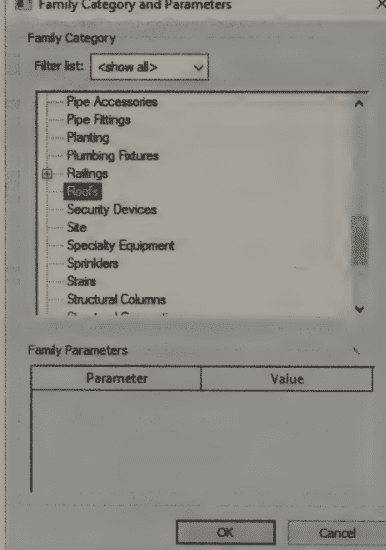 Family Category and Parameters
Family Category
Filter list: <show all>
Pipe Accessories
Pipe Fittings
Planting
Plumbing Fixtures
Railings
Roofs
Security Devices
Site
Specialty Equipment
Sprinklers
Stairs
Structural Columns
Family Parameters
Parameter Value
OK Cancel